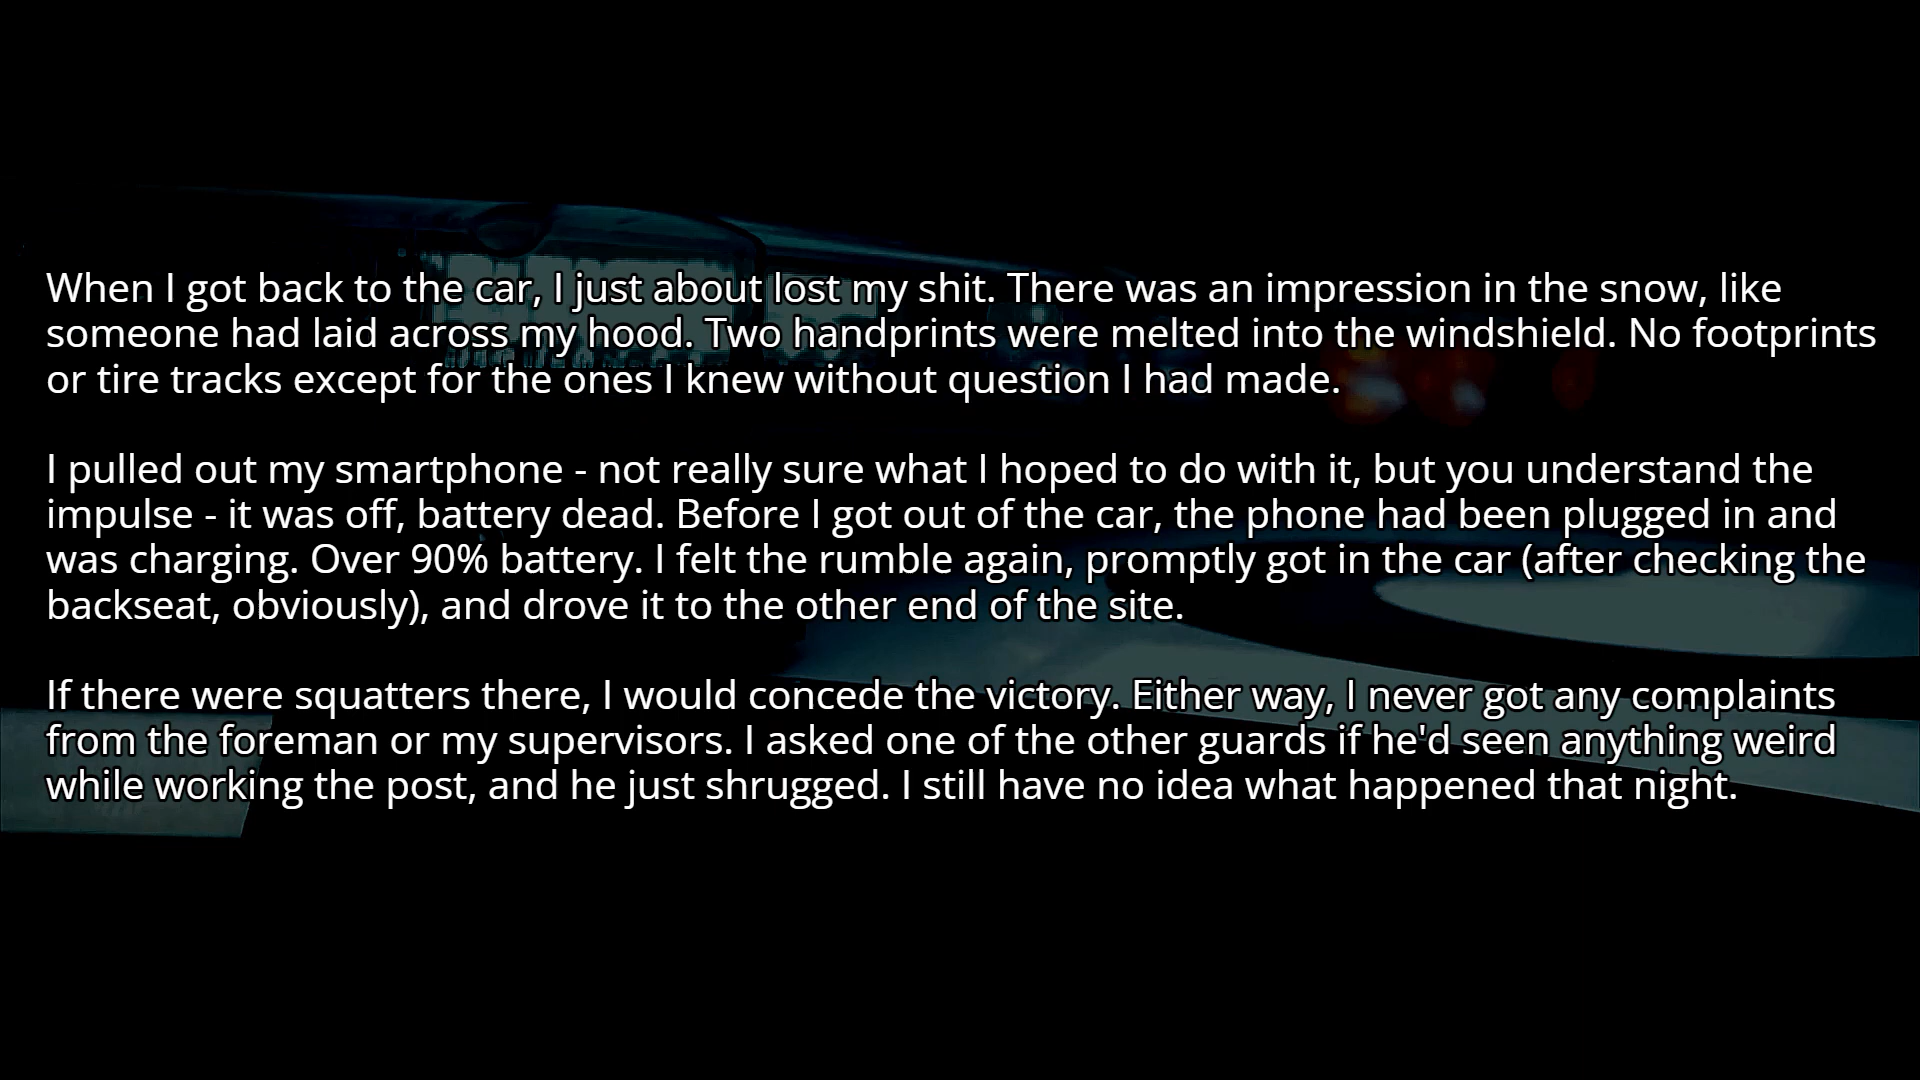 When I got back to the car, I just about lost my shit. There was an impression in the snow, like
someone had laid across my hood. Two handprints were melted into the windshield. No footprints
or tire tracks except for the ones I knew without question I had made.
I pulled out my smartphone - not really sure what I hoped to do with it, but you understand the
impulse - it was off, battery dead. Before I got out of the car, the phone had been plugged in and
was charging. Over 90% battery. I felt the rumble again, promptly got in the car (after checking the
backseat, obviously), and drove it to the other end of the site.
If there were squatters there, I would concede the victory. Either way, I never got any complaints
from the foreman or my supervisors. I asked one of the other guards if he'd seen anything weird
while working the post, and he just shrugged. I still have no idea what happened that night.